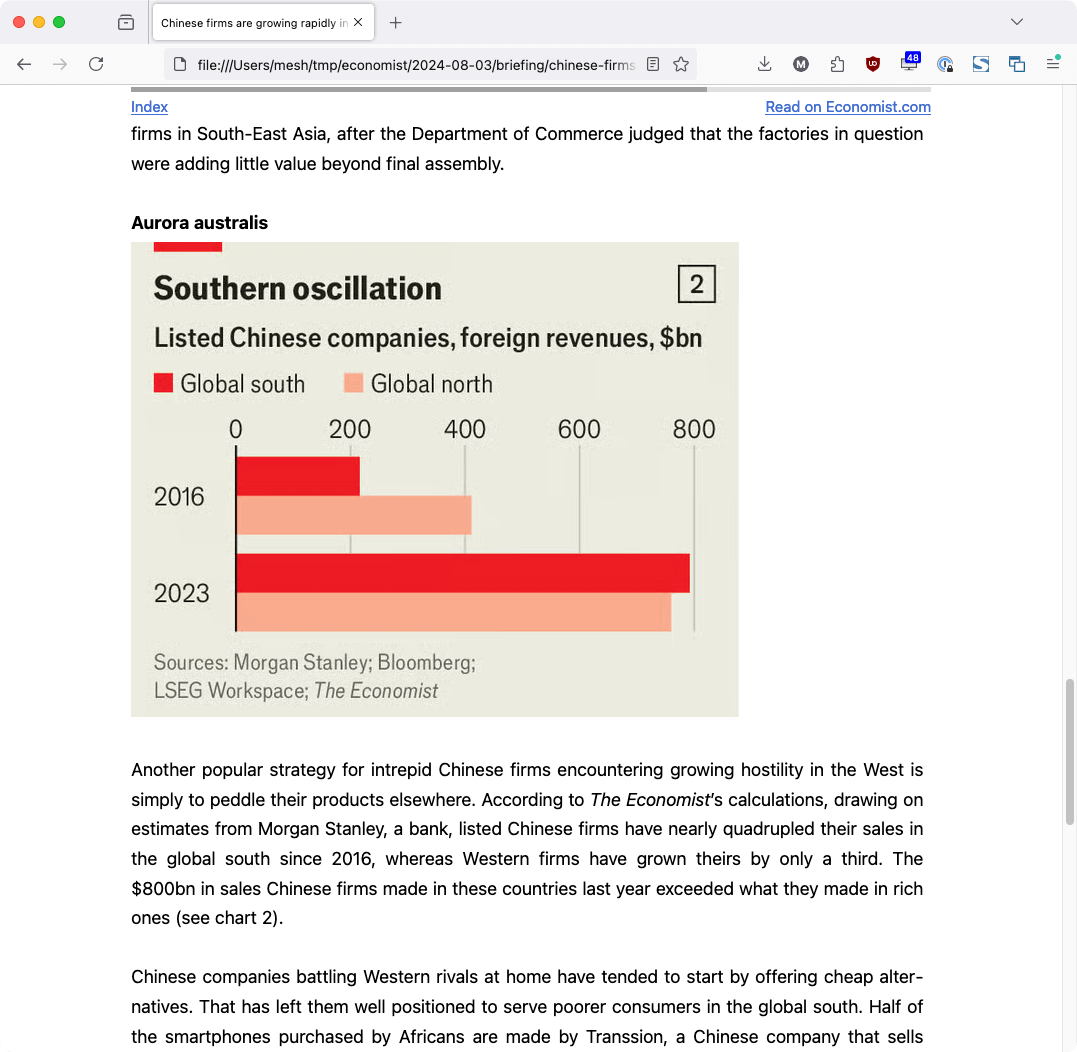 Chinese firms are growing rapidly in
file:///Users/mesh/tmp/economist/2024-08-03/briefing/chinese-firms
48
Index
Read on Economist.com
firms in South-East Asia, after the Department of Commerce judged that the factories in question
were adding little value beyond final assembly.
Aurora australis
Southern oscillation
2
Listed Chinese companies, foreign revenues, $bn
Global south
Global north
0 200 400 600 800
2016
2023
Sources: Morgan Stanley; Bloomberg;
LSEG Workspace; The Economist
Another popular strategy for intrepid Chinese firms encountering growing hostility in the West is
simply to peddle their products elsewhere. According to The Economist's calculations, drawing on
estimates from Morgan Stanley, a bank, listed Chinese firms have nearly quadrupled their sales in
the global south since 2016, whereas Western firms have grown theirs by only a third. The
$800bn in sales Chinese firms made in these countries last year exceeded what they made in rich
ones (see chart 2).
Chinese companies battling Western rivals at home have tended to start by offering cheap alter-
natives. That has left them well positioned to serve poorer consumers in the global south. Half of
the smartphones purchased by Africans are made by Transsion, a Chinese company that sells